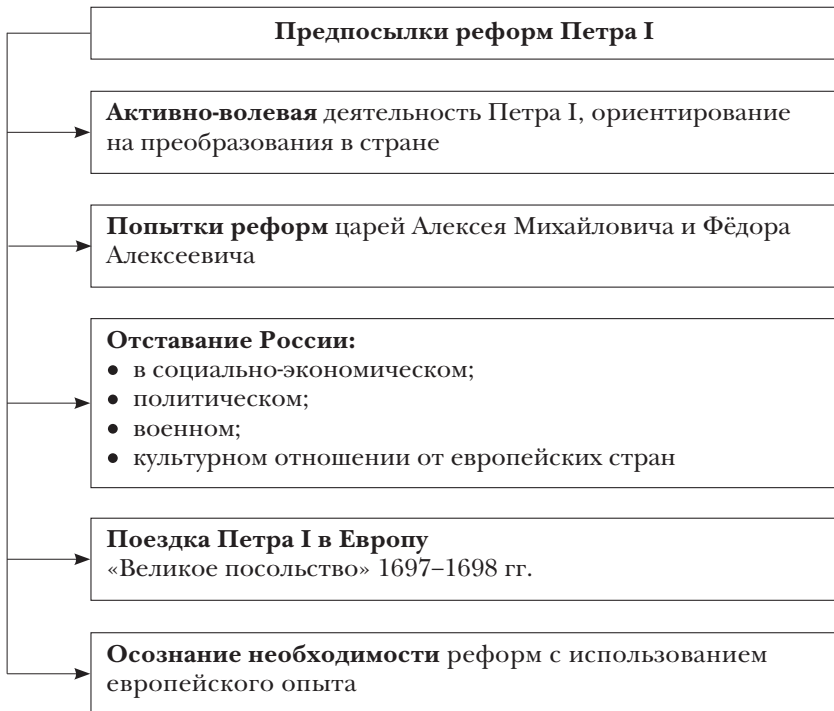 Предпосылки реформ Петра I
Активно-волевая деятельность Петра I, ориентирование
на преобразования в стране
Попытки реформ царей Алексея Михайловича и Фёдора
Алексеевича
Отставание России:
• в социально-экономическом;
• политическом;
• военном;
• культурном отношении от европейских стран
Поездка Петра I в Европу
«Великое посольство» 1697–1698 гг.
Осознание необходимости реформ с использованием
европейского опыта